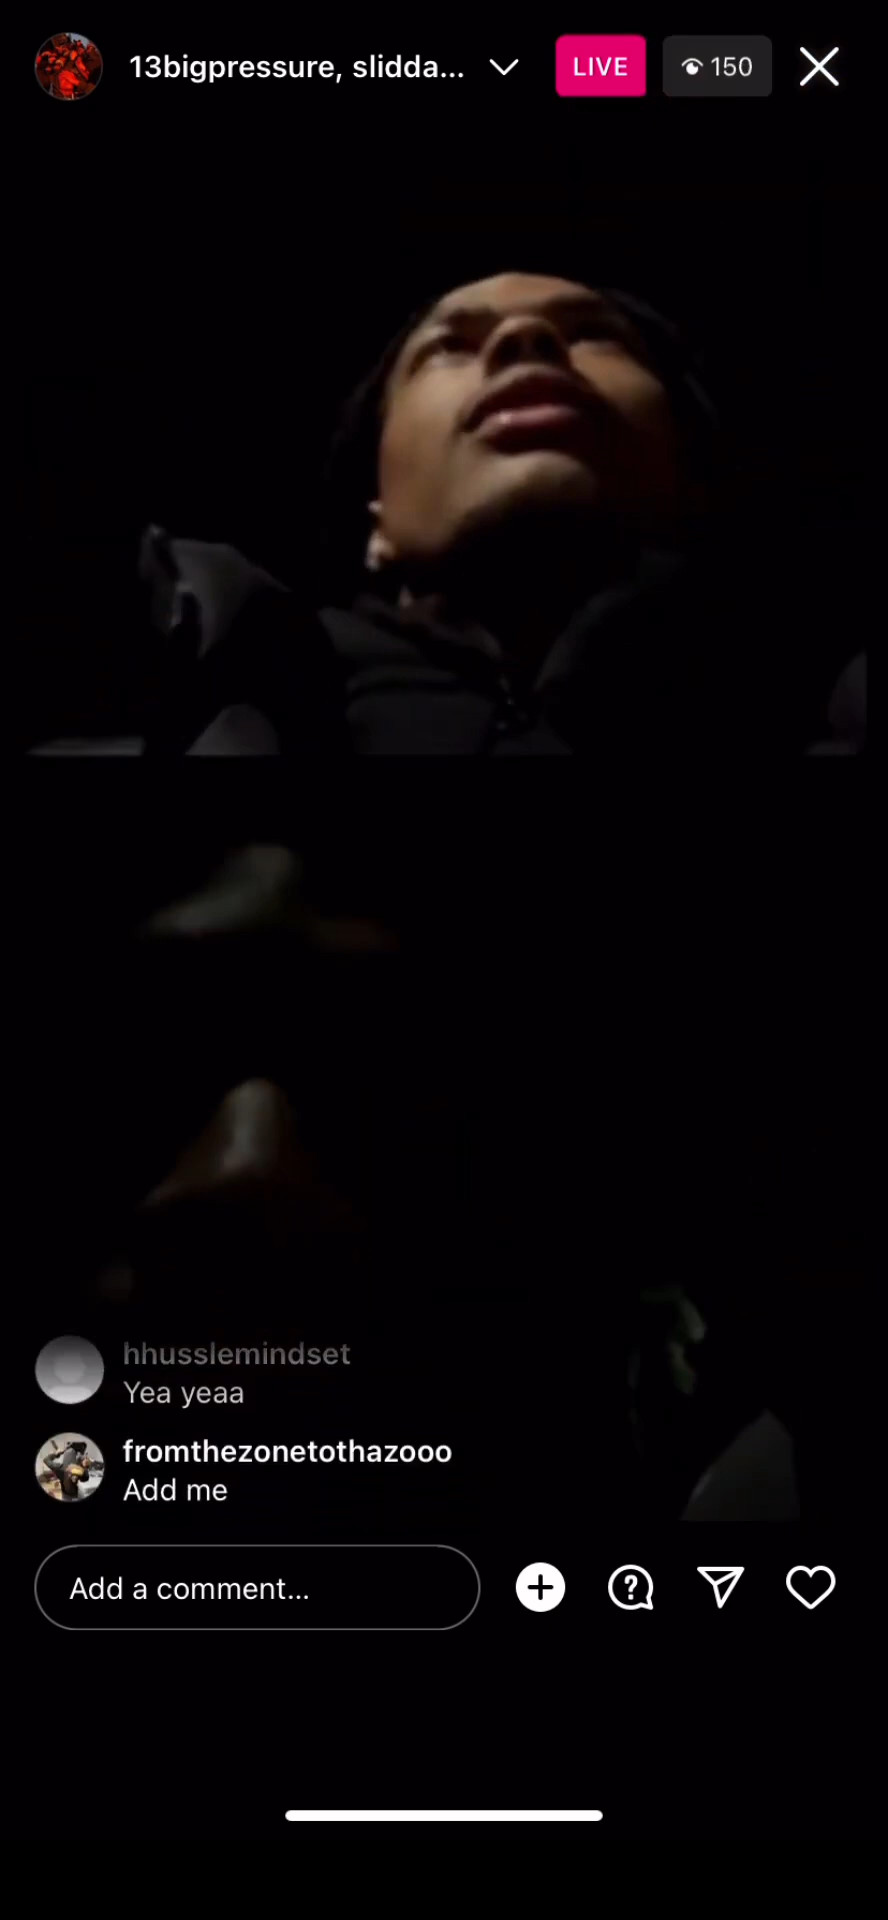 13bigpressure, slidda...
LIVE
150
hhusslemindset
Yea yeaa
fromthezonetothazooo
Add me
Add a comment...